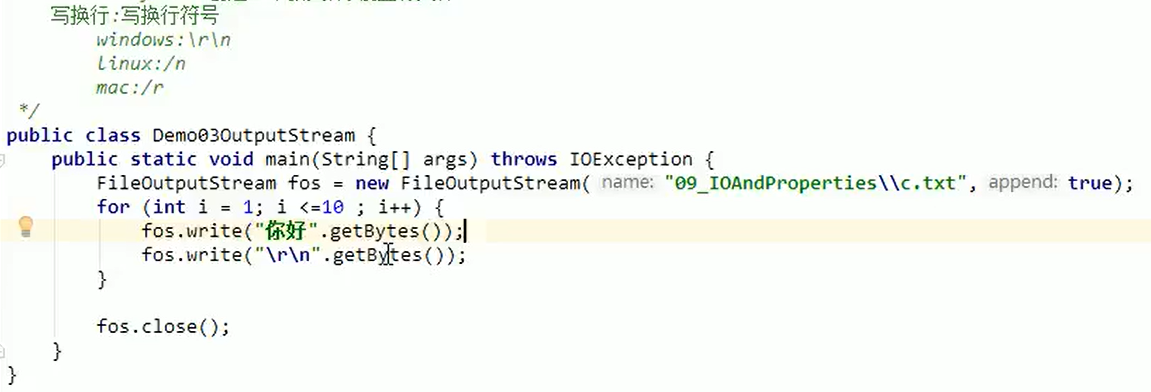 写换行:写换行符号
windows:\r\n
linux:/n
mac:/r
*/
public class Demo03OutputStream {
public static void main(String[] args) throws IOException {
FileOutputStream fos = new FileOutputStream( name: "09_IOAndProperties\\c.txt", append: true);
for (int i = 1; i <=10 ; i++) {
fos.write("你好".getBytes());
fos.write("\r\n".getBytes());
}
fos.close();
}
}